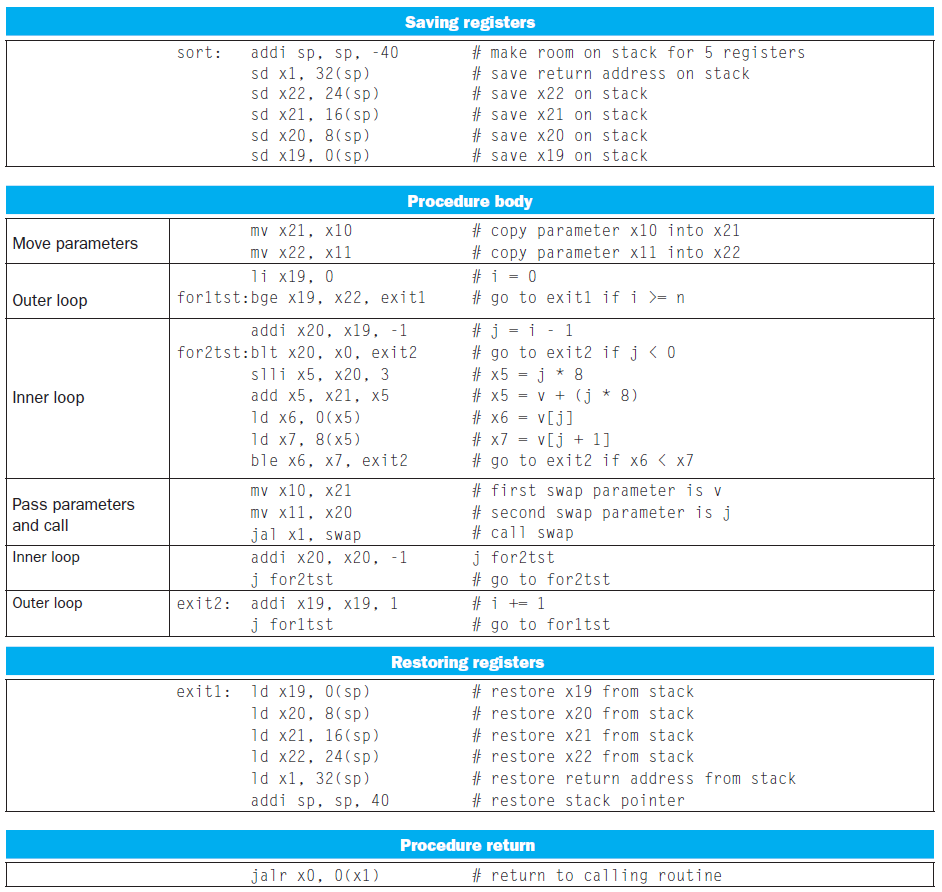 Saving registers
sort: addi sp, sp, -40 # make room on stack for 5 registers
sd x1, 32(sp) # save return address on stack
sd x22, 24(sp) # save x22 on stack
sd x21, 16(sp) # save x21 on stack
sd x20, 8(sp) # save x20 on stack
sd x19, 0(sp) # save x19 on stack
Procedure body
Move parameters
mv x21, x10 # copy parameter x10 into x21
mv x22, x11 # copy parameter x11 into x22
Outer loop
li x19, 0 # i = 0
for1tst:bge x19, x22, exit1 # go to exit1 if i >= n
Inner loop
addi x20, x19, -1 # j = i - 1
for2tst:blt x20, x0, exit2 # go to exit2 if j < 0
slli x5, x20, 3 # x5 = j * 8
add x5, x21, x5 # x5 = v + (j * 8)
ld x6, 0(x5) # x6 = v[j]
ld x7, 8(x5) # x7 = v[j + 1]
ble x6, x7, exit2 # go to exit2 if x6 < x7
Pass parameters
and call
mv x10, x21 # first swap parameter is v
mv x11, x20 # second swap parameter is j
jal x1, swap # call swap
Inner loop
addi x20, x20, -1 j for2tst
j for2tst # go to for2tst
Outer loop
exit2: addi x19, x19, 1 # i += 1
j for1tst # go to for1tst
Restoring registers
exit1: ld x19, 0(sp) # restore x19 from stack
ld x20, 8(sp) # restore x20 from stack
ld x21, 16(sp) # restore x21 from stack
ld x22, 24(sp) # restore x22 from stack
ld x1, 32(sp) # restore return address from stack
addi sp, sp, 40 # restore stack pointer
Procedure return
jalr x0, 0(x1) # return to calling routine